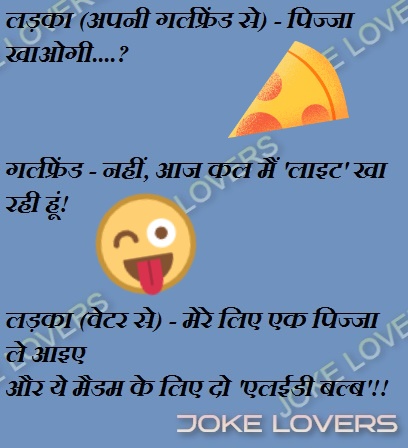 लड़का (अपनी गर्लफ्रेंड से) - पिज्जा
खाओगी....?
गर्लफ्रेंड - नहीं, आज कल मैं 'लाइट' खा
रही हूं!
लड़का (वेटर से) - मेरे लिए एक पिज्जा
ले आइए
और ये मैडम के लिए दो 'एलईडी बल्ब'!!
JOKE LOVERS